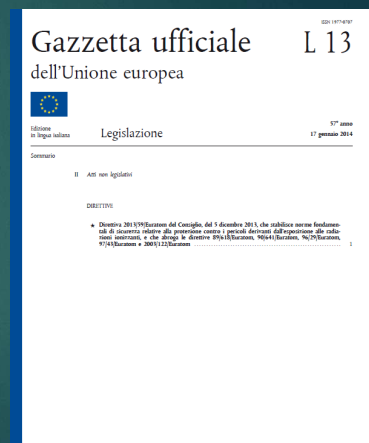 ISSN 1977-0707
Gazzetta ufficiale L 13
dell'Unione europea
Edizione
in lingua italiana
Legislazione
57° anno
17 gennaio 2014
Sommario
II Atti non legislativi
DIRETTIVE
★ Direttiva 2013/59/Euratom del Consiglio, del 5 dicembre 2013, che stabilisce norme fondamen-
tali di sicurezza relative alla protezione contro i pericoli derivanti dall'esposizione alle radia-
zioni ionizzanti, e che abroga le direttive 89/618/Euratom, 90/641/Euratom, 96/29/Euratom,
97/43/Euratom e 2003/122/Euratom ........................................ 1